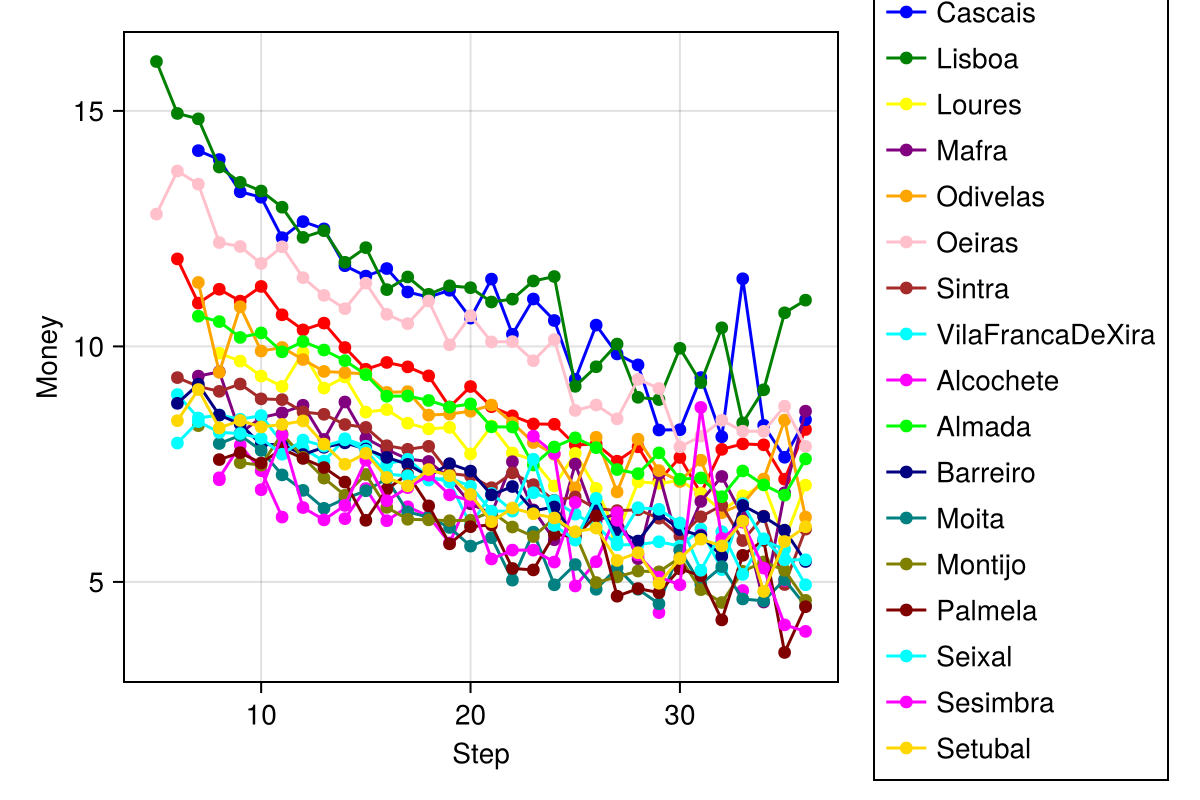 Cascais
Lisboa
Loures
Mafra
Odivelas
Oeiras
Sintra
VilaFrancaDeXira
Alcochete
Almada
Barreiro
Moita
Montijo
Palmela
Seixal
Sesimbra
Setubal
15
10
5
Money
10 20 30
Step